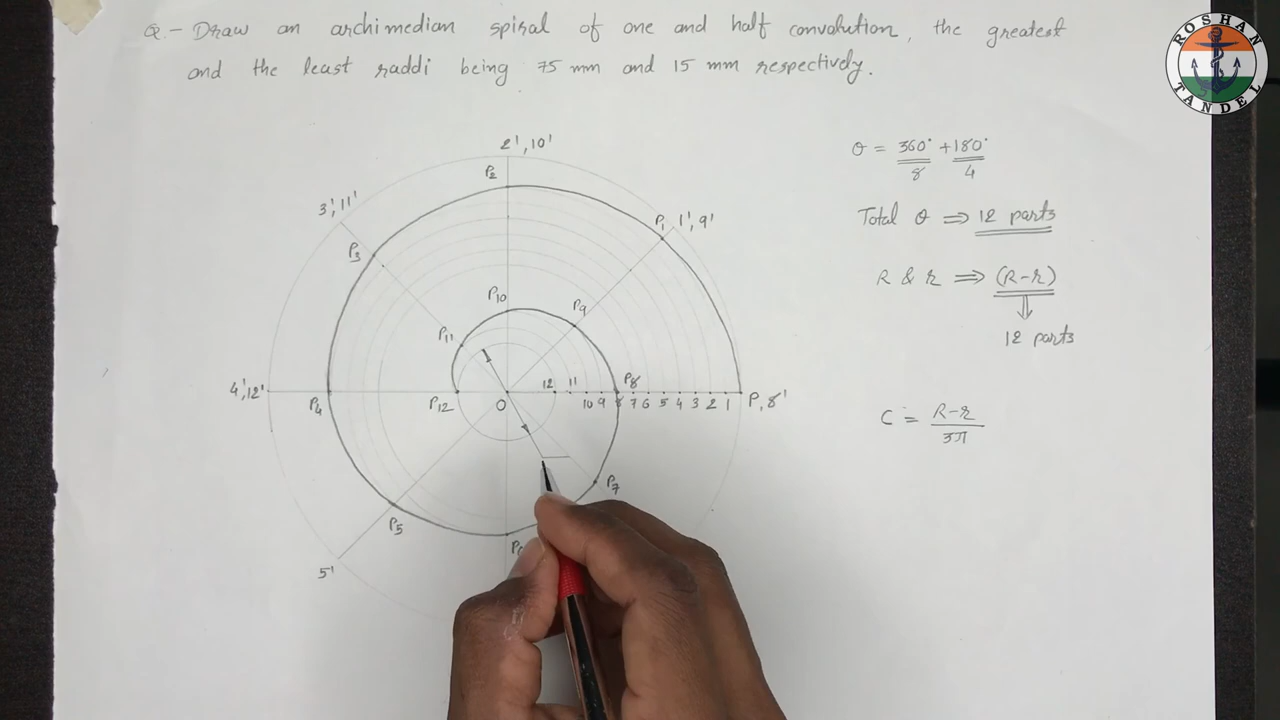 Q.- Draw an archimedian spiral of one and half convolution, the greatest
and the least raddi being 75 mm and 15 mm respectively.
ROSHAN
TANDEL
2', 10'
P2
3', 11'
P1 1', 9'
P3
P10
P9
P11
4', 12'
P4
P12
O
12 11
P8
10 9 8 7 6 5 4 3 2 1 P, 8'
P7
P5
5'
θ = 360° + 180°
8 4
Total θ ⇒ 12 parts
R & r ⇒ (R-r)
12 parts
C = R-r
3π